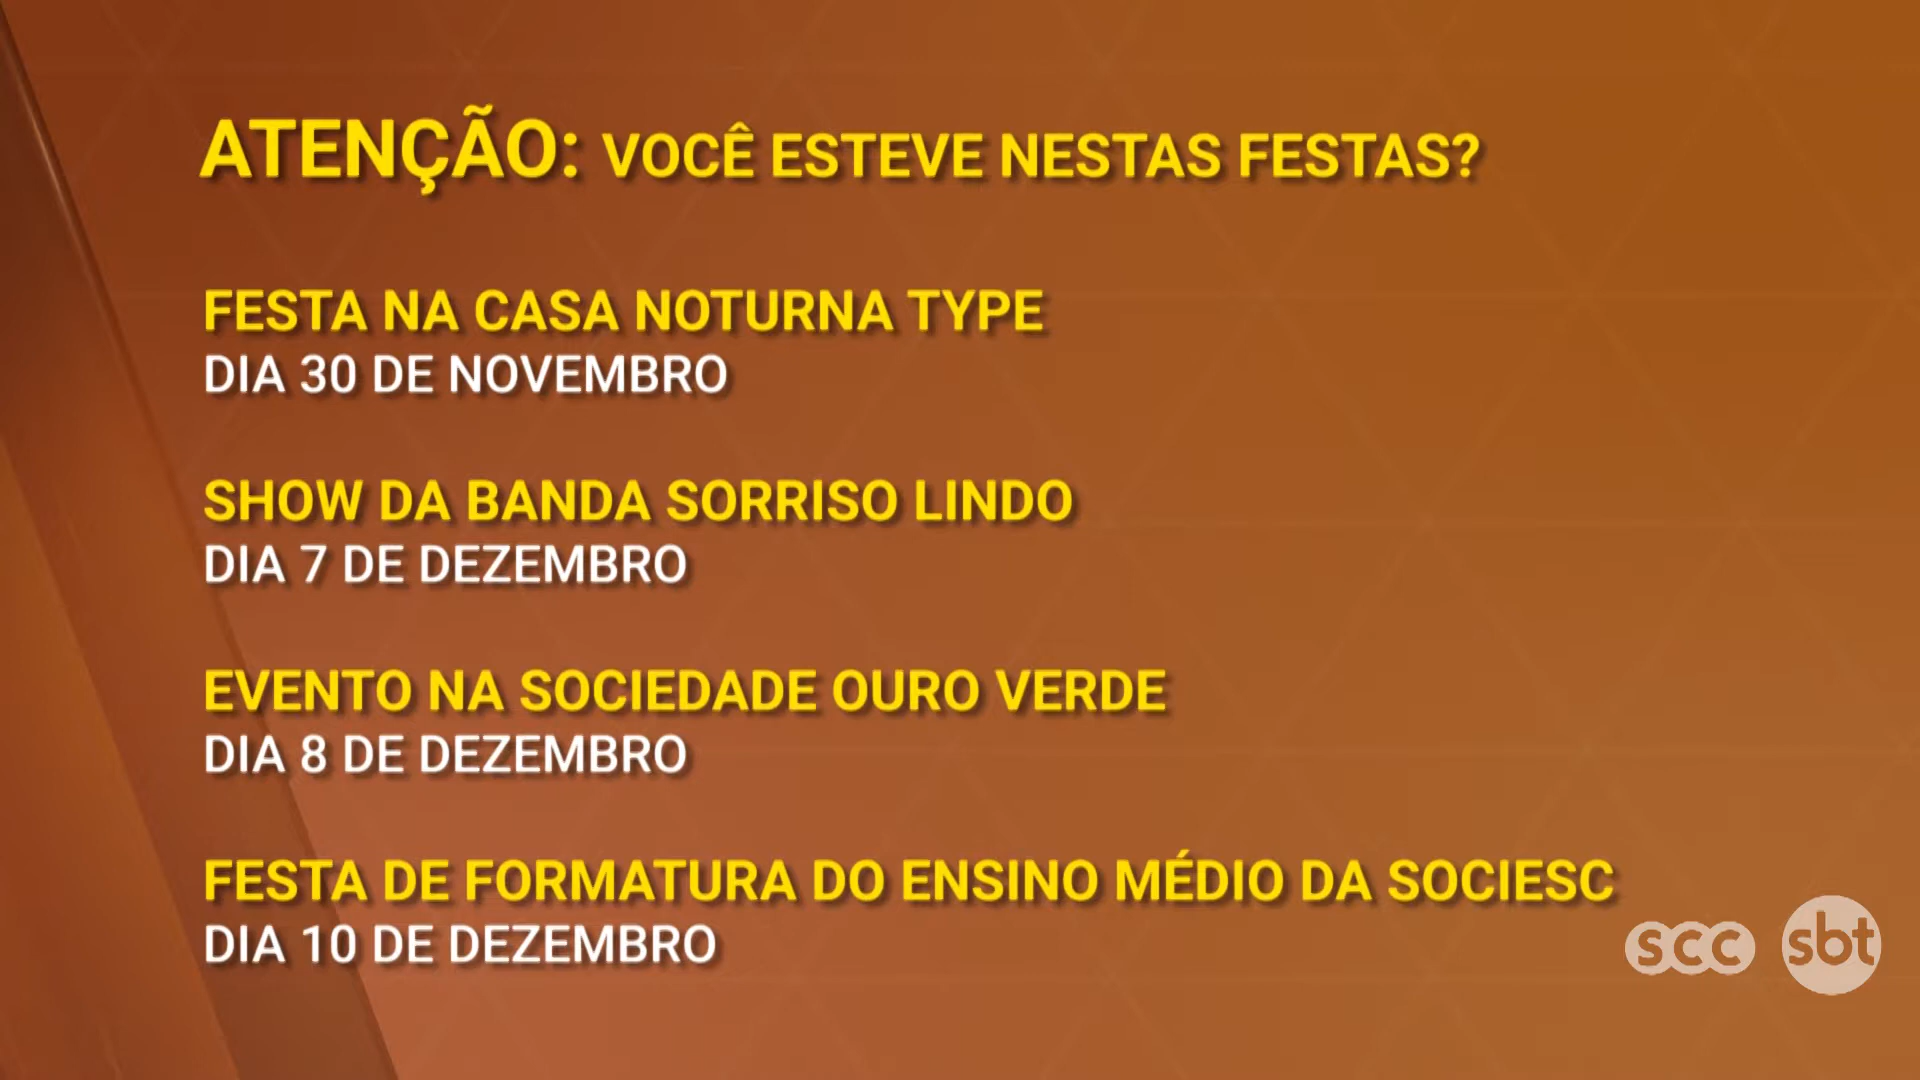 ATENÇÃO: VOCÊ ESTEVE NESTAS FESTAS?
FESTA NA CASA NOTURNA TYPE
DIA 30 DE NOVEMBRO
SHOW DA BANDA SORRISO LINDO
DIA 7 DE DEZEMBRO
EVENTO NA SOCIEDADE OURO VERDE
DIA 8 DE DEZEMBRO
FESTA DE FORMATURA DO ENSINO MÉDIO DA SOCIESC
DIA 10 DE DEZEMBRO
scc sbt